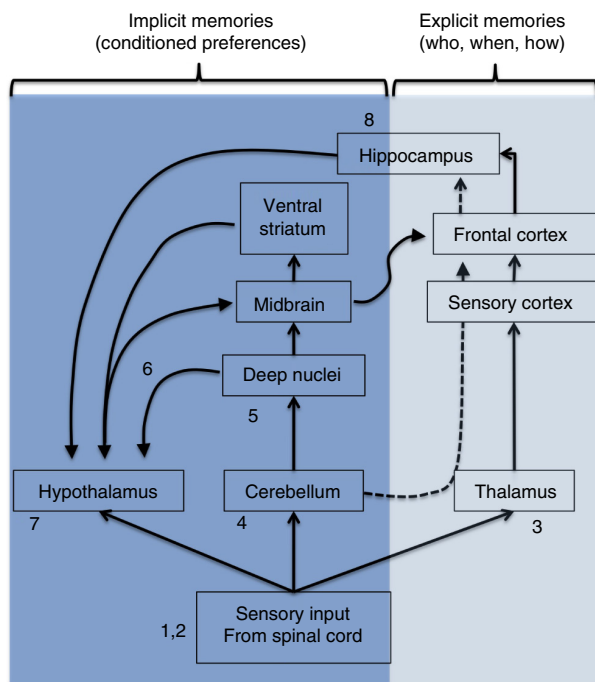 Implicit memories
(conditioned preferences)
Explicit memories
(who, when, how)
8
Hippocampus
Ventral
striatum
Frontal cortex
Midbrain
Sensory cortex
6
Deep nuclei
5
Hypothalamus
Cerebellum
Thalamus
7
4
3
1,2
Sensory input
From spinal cord